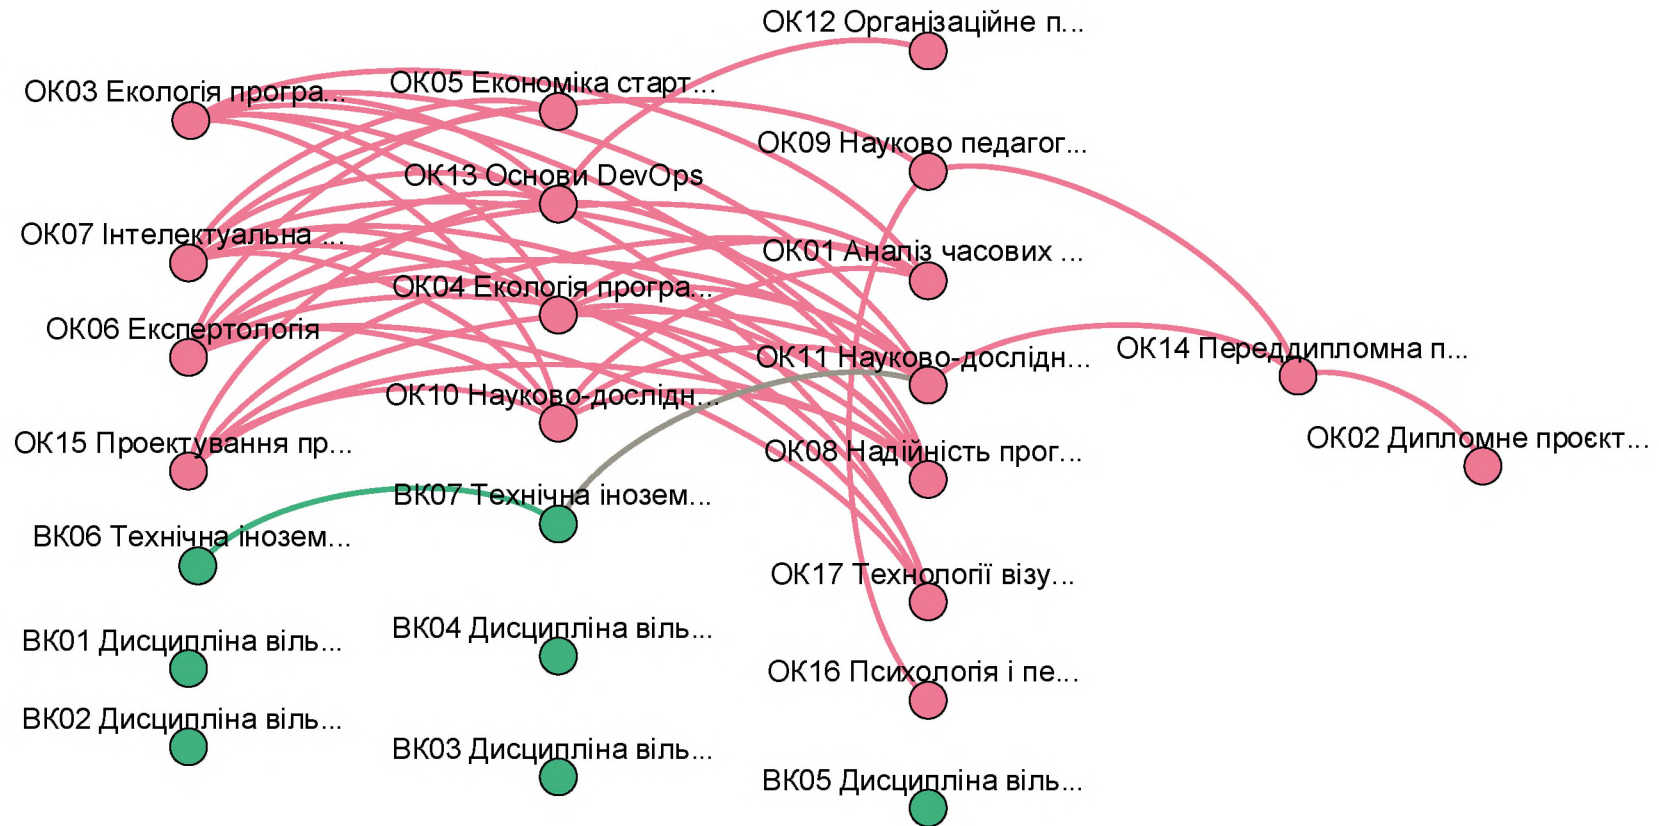 ОК12 Організаційне п...
ОК03 Екологія програ...
ОК05 Економіка старт...
ОК09 Науково педагог...
ОК13 Основи DevOps
ОК07 Інтелектуальна ...
ОК01 Аналіз часових ...
ОК04 Екологія програ...
ОК06 Експертологія
ОК11 Науково-дослідн...
ОК14 Переддипломна п...
ОК10 Науково-дослідн...
ОК15 Проектування пр...
ОК08 Надійність прог...
ОК02 Дипломне проєкт...
ВК07 Технічна інозем...
ВК06 Технічна інозем...
ОК17 Технології візу...
ВК01 Дисципліна віль...
ВК04 Дисципліна віль...
ОК16 Психологія і пе...
ВК02 Дисципліна віль...
ВК03 Дисципліна віль...
ВК05 Дисципліна віль...